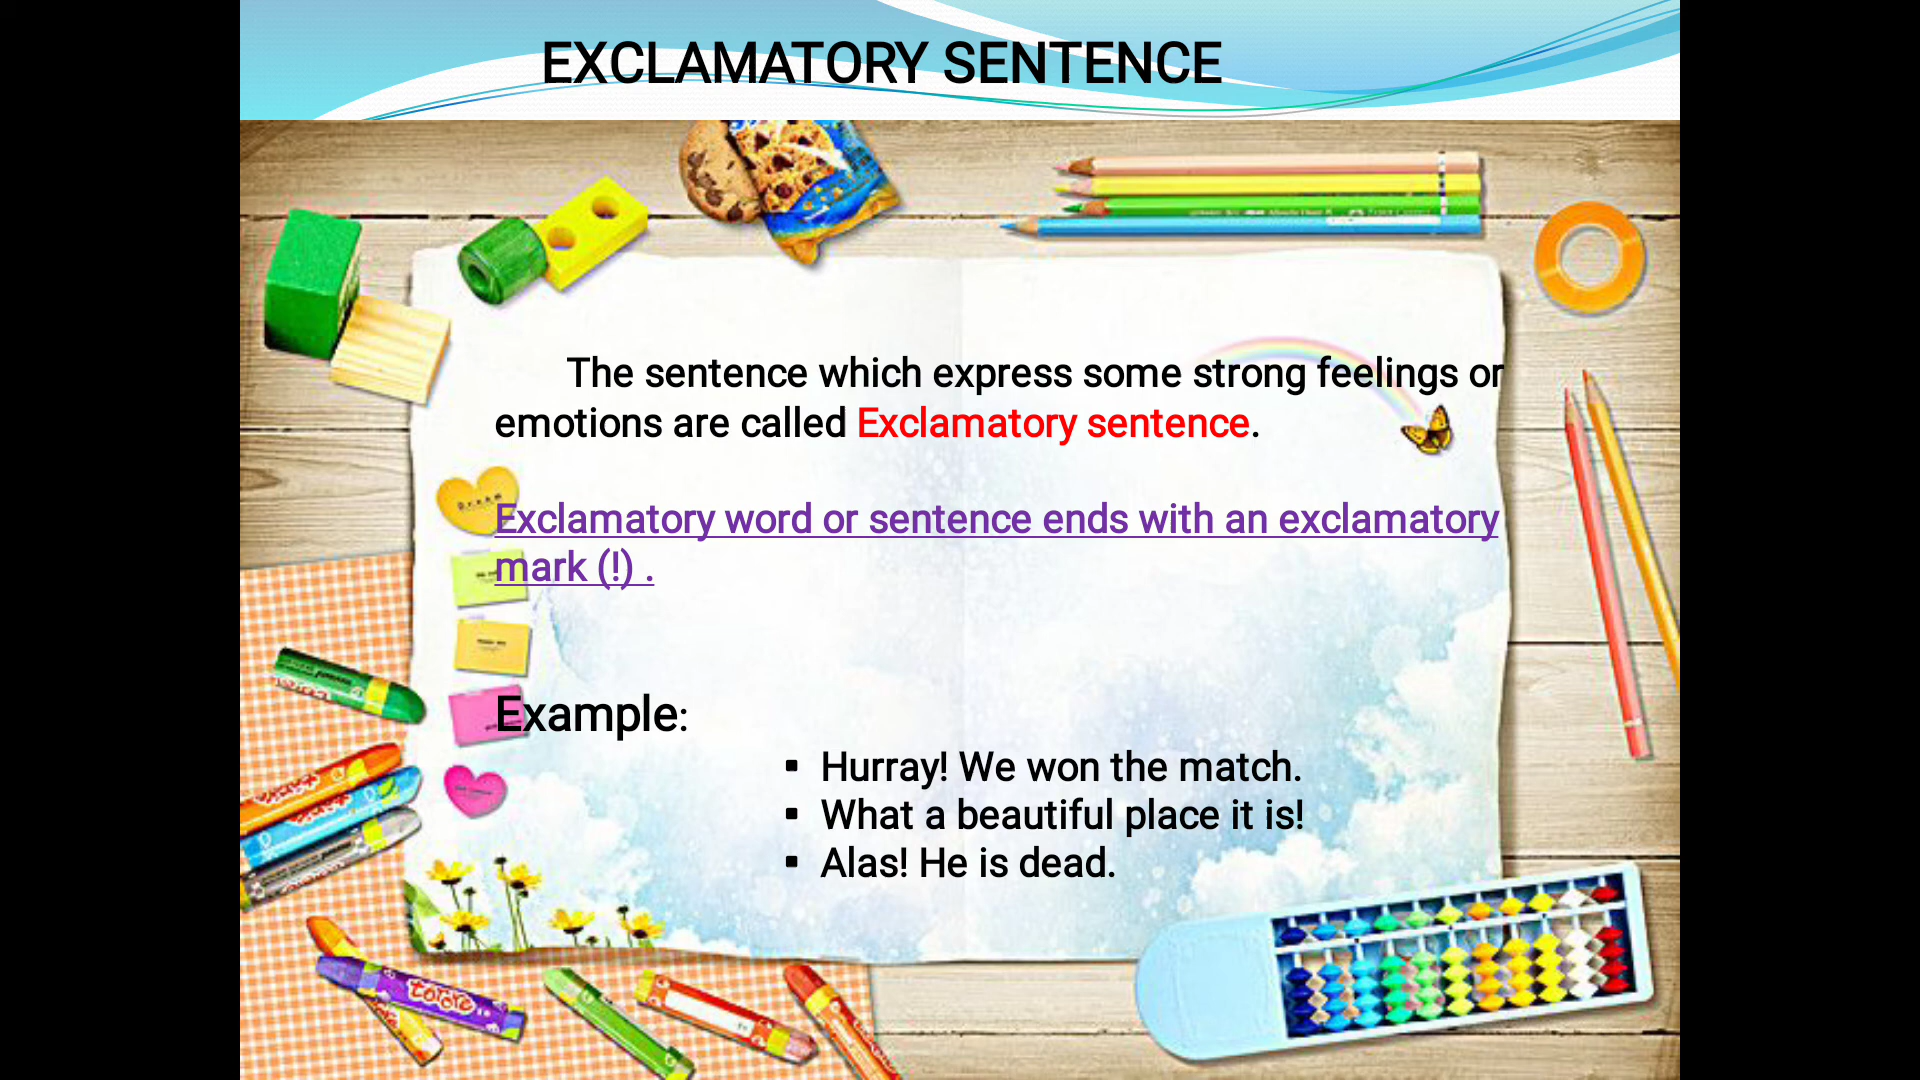 EXCLAMATORY SENTENCE
The sentence which express some strong feelings or
emotions are called Exclamatory sentence.
Exclamatory word or sentence ends with an exclamatory
mark (!) .
Example:
▪ Hurray! We won the match.
▪ What a beautiful place it is!
▪ Alas! He is dead.
Dream
tororo